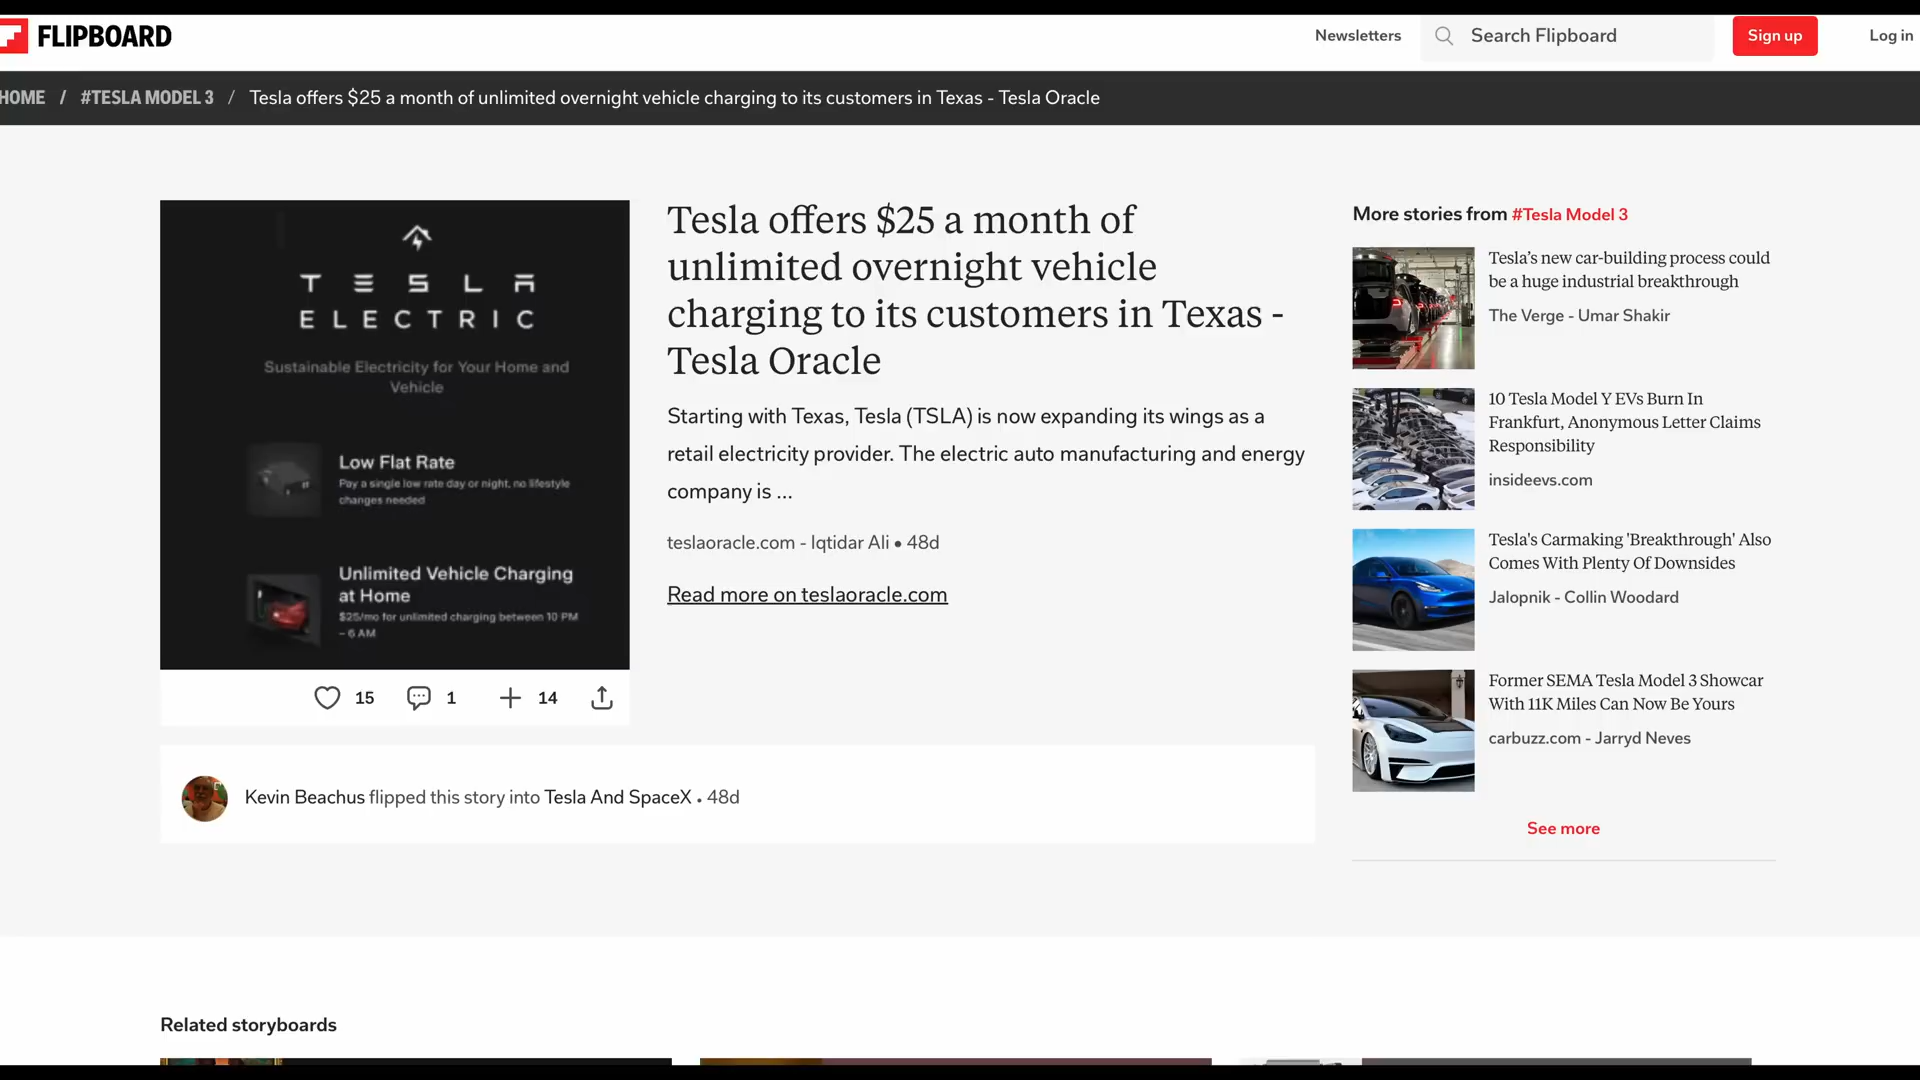 FLIPBOARD
Newsletters
Search Flipboard
Sign up
Log in
HOME / #TESLA MODEL 3 / Tesla offers $25 a month of unlimited overnight vehicle charging to its customers in Texas - Tesla Oracle
TESLA
ELECTRIC
Sustainable Electricity for Your Home and
Vehicle
Low Flat Rate
Pay a single low rate day or night, no lifestyle
changes needed
Unlimited Vehicle Charging
at Home
$25/mo for unlimited charging between 10 PM
– 6 AM
15
1
14
Tesla offers $25 a month of
unlimited overnight vehicle
charging to its customers in Texas -
Tesla Oracle
Starting with Texas, Tesla (TSLA) is now expanding its wings as a
retail electricity provider. The electric auto manufacturing and energy
company is ...
teslaoracle.com - Iqtidar Ali • 48d
Read more on teslaoracle.com
Kevin Beachus flipped this story into Tesla And SpaceX • 48d
More stories from #Tesla Model 3
Tesla’s new car-building process could
be a huge industrial breakthrough
The Verge - Umar Shakir
10 Tesla Model Y EVs Burn In
Frankfurt, Anonymous Letter Claims
Responsibility
insideevs.com
Tesla's Carmaking 'Breakthrough' Also
Comes With Plenty Of Downsides
Jalopnik - Collin Woodard
Former SEMA Tesla Model 3 Showcar
With 11K Miles Can Now Be Yours
carbuzz.com - Jarryd Neves
See more
Related storyboards